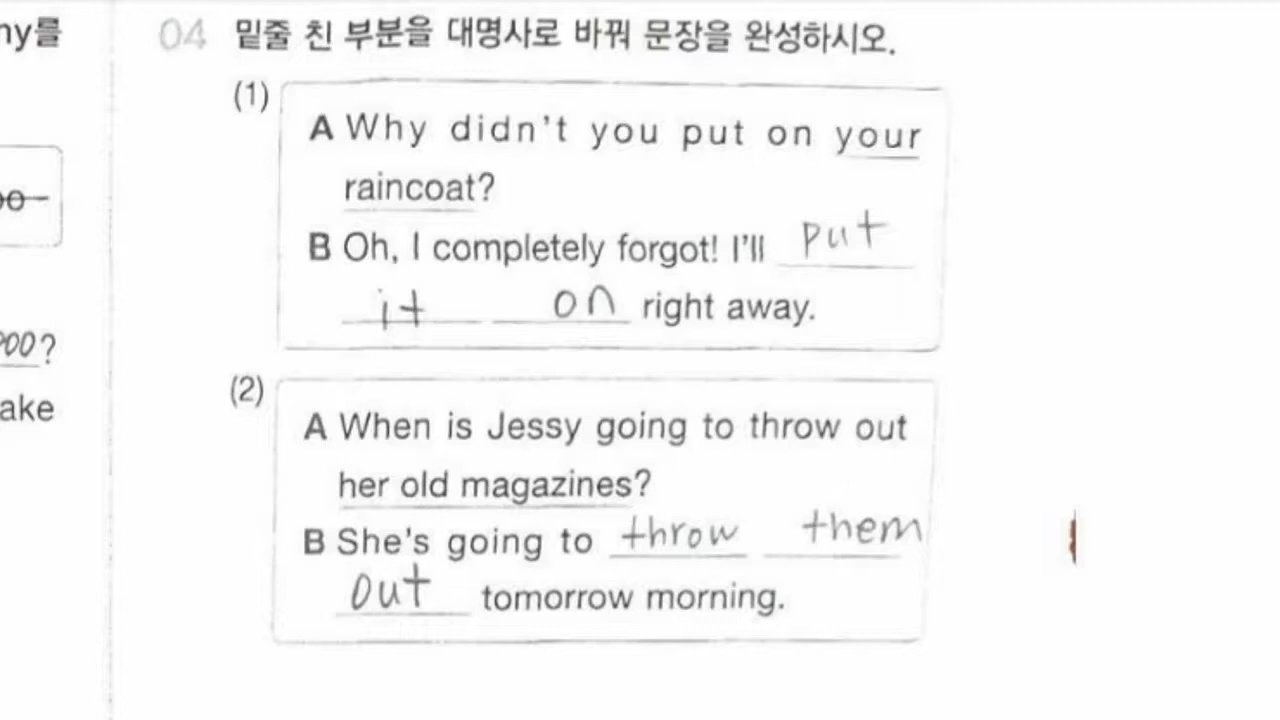 ny를
04 밑줄 친 부분을 대명사로 바꿔 문장을 완성하시오.
(1)
A Why didn't you put on your
raincoat?
B Oh, I completely forgot! I'll put
it on right away.
?
ake
(2)
A When is Jessy going to throw out
her old magazines?
B She's going to throw them
out tomorrow morning.